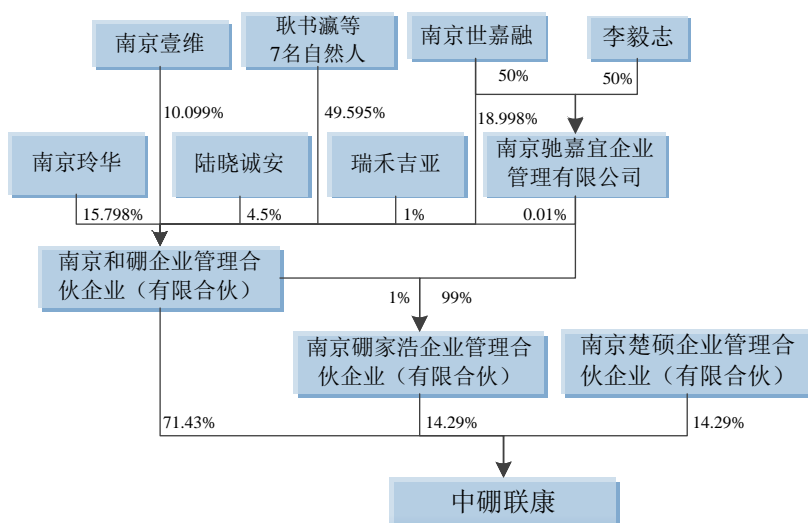 南京壹维
耿书瀛等
7名自然人
南京世嘉融
李毅志
50%
50%
10.099%
49.595%
18.998%
南京玲华
陆晓诚安
瑞禾吉亚
南京驰嘉宜企业
管理有限公司
15.798%
4.5%
1%
0.01%
南京和硼企业管理合
伙企业（有限合伙）
1%
99%
南京硼家浩企业管理合
伙企业（有限合伙）
南京楚硕企业管理合
伙企业（有限合伙）
71.43%
14.29%
14.29%
中硼联康